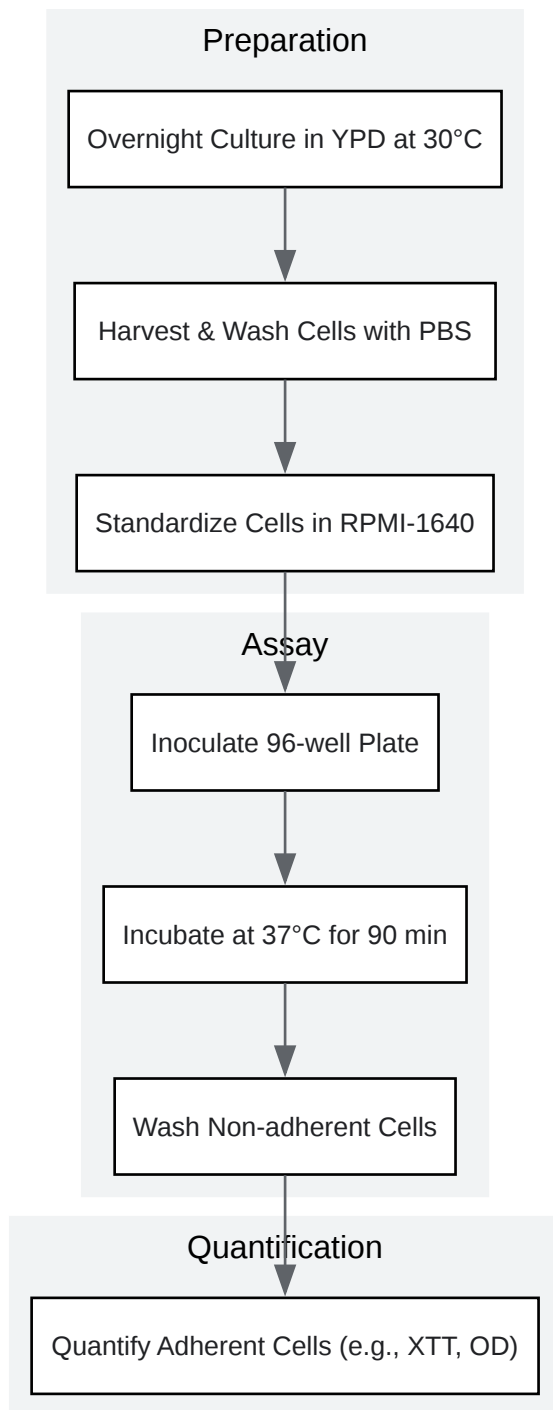 Preparation
Overnight Culture in YPD at 30°C
Harvest & Wash Cells with PBS
Standardize Cells in RPMI-1640
Assay
Inoculate 96-well Plate
Incubate at 37°C for 90 min
Wash Non-adherent Cells
Quantification
Quantify Adherent Cells (e.g., XTT, OD)